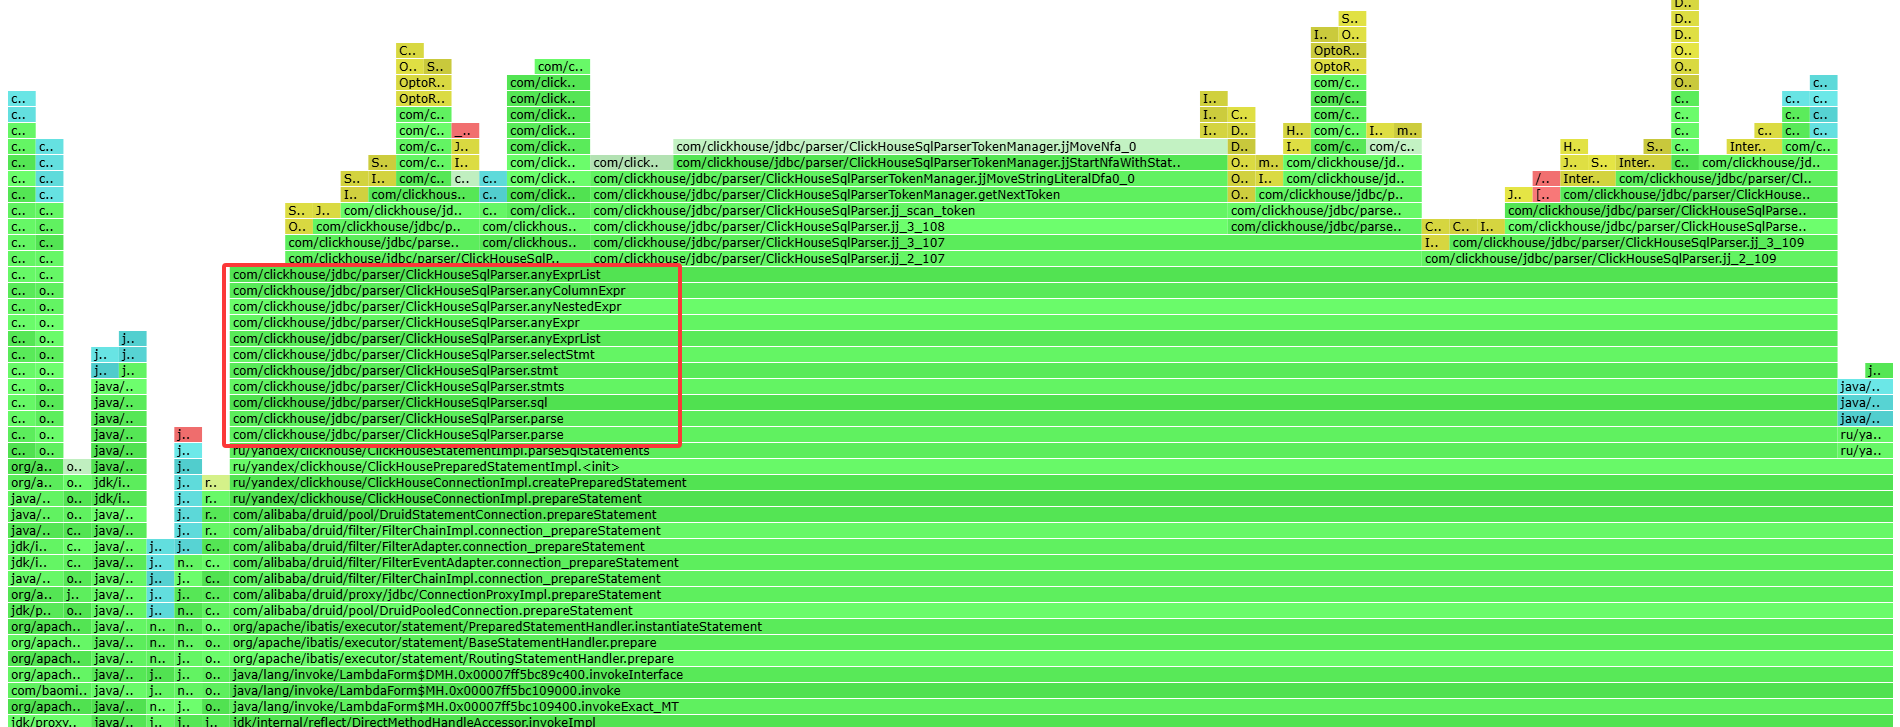 D..
S.. D..
I.. O.. D..
C.. OptoR.. O..
O.. S.. com/c.. OptoR.. O..
OptoR.. com/click.. com/c.. O.. c..
c.. OptoR.. com/click.. I.. com/c.. c.. c.. c..
c.. com/c.. com/click.. I.. C.. com/c.. c.. c.. c..
c.. com/c.. _.. com/click.. I.. D.. H.. com/c.. I.. m.. c.. c.. c.. c..
c.. c.. com/c.. J.. com/click.. com/clickhouse/jdbc/parser/ClickHouseSqlParserTokenManager.jjMoveNfa_0 D.. I.. com/c.. com/c.. H.. S.. c.. Inter.. com/c..
c.. c.. S.. com/c.. I.. com/click.. com/click.. com/clickhouse/jdbc/parser/ClickHouseSqlParserTokenManager.jjStartNfaWithStat.. O.. m.. com/clickhouse/jd.. J.. S.. Inter.. c.. com/clickhouse/jd..
c.. c.. S.. I.. com/c.. c.. c.. com/click.. com/clickhouse/jdbc/parser/ClickHouseSqlParserTokenManager.jjMoveStringLiteralDfa0_0 O.. I.. com/clickhouse/jd.. /.. Inter.. com/clickhouse/jdbc/parser/Cl..
c.. c.. I.. com/clickhous.. c.. com/click.. com/clickhouse/jdbc/parser/ClickHouseSqlParserTokenManager.getNextToken O.. com/clickhouse/jdbc/p.. J.. [.. com/clickhouse/jdbc/parser/ClickHouse..
c.. c.. S.. J.. com/clickhouse/jd.. c.. com/click.. com/clickhouse/jdbc/parser/ClickHouseSqlParser.jj_scan_token com/clickhouse/jdbc/parse.. com/clickhouse/jdbc/parser/ClickHouseSqlParse..
c.. c.. O.. com/clickhouse/jdbc/p.. com/clickhous.. com/clickhouse/jdbc/parser/ClickHouseSqlParser.jj_3_108 com/clickhouse/jdbc/parse.. C.. C.. I.. com/clickhouse/jdbc/parser/ClickHouseSqlParse..
c.. c.. com/clickhouse/jdbc/parse.. com/clickhous.. com/clickhouse/jdbc/parser/ClickHouseSqlParser.jj_3_107 I.. com/clickhouse/jdbc/parser/ClickHouseSqlParser.jj_3_109
c.. c.. com/clickhouse/jdbc/parser/ClickHouseSqlP.. com/clickhouse/jdbc/parser/ClickHouseSqlParser.jj_2_107 com/clickhouse/jdbc/parser/ClickHouseSqlParser.jj_2_109
c.. c.. com/clickhouse/jdbc/parser/ClickHouseSqlParser.anyExprList
c.. o.. com/clickhouse/jdbc/parser/ClickHouseSqlParser.anyColumnExpr
c.. o.. com/clickhouse/jdbc/parser/ClickHouseSqlParser.anyNestedExpr
c.. o.. com/clickhouse/jdbc/parser/ClickHouseSqlParser.anyExpr
c.. o.. j.. com/clickhouse/jdbc/parser/ClickHouseSqlParser.anyExprList
c.. o.. j.. j.. com/clickhouse/jdbc/parser/ClickHouseSqlParser.selectStmt
c.. o.. j.. j.. com/clickhouse/jdbc/parser/ClickHouseSqlParser.stmt j..
c.. o.. java/.. com/clickhouse/jdbc/parser/ClickHouseSqlParser.stmts java/..
c.. o.. java/.. com/clickhouse/jdbc/parser/ClickHouseSqlParser.sql java/..
c.. o.. java/.. com/clickhouse/jdbc/parser/ClickHouseSqlParser.parse java/..
c.. o.. java/.. j.. com/clickhouse/jdbc/parser/ClickHouseSqlParser.parse ru/ya..
c.. o.. java/.. j.. ru/yandex/clickhouse/ClickHouseStatementImpl.parseSqlStatements ru/ya..
org/a.. o.. java/.. j.. ru/yandex/clickhouse/ClickHousePreparedStatementImpl.<init>
org/a.. o.. jdk/i.. j.. r.. ru/yandex/clickhouse/ClickHouseConnectionImpl.createPreparedStatement
java/.. o.. jdk/i.. j.. r.. ru/yandex/clickhouse/ClickHouseConnectionImpl.prepareStatement
java/.. o.. java/.. j.. r.. com/alibaba/druid/pool/DruidStatementConnection.prepareStatement
java/.. c.. java/.. j.. r.. com/alibaba/druid/filter/FilterChainImpl.connection_prepareStatement
jdk/i.. c.. java/.. j.. j.. c.. com/alibaba/druid/filter/FilterAdapter.connection_prepareStatement
jdk/i.. c.. java/.. j.. n.. c.. com/alibaba/druid/filter/FilterEventAdapter.connection_prepareStatement
java/.. o.. java/.. j.. j.. c.. com/alibaba/druid/filter/FilterChainImpl.connection_prepareStatement
org/a.. j.. java/.. j.. j.. c.. com/alibaba/druid/proxy/jdbc/ConnectionProxyImpl.prepareStatement
jdk/p.. o.. java/.. j.. n.. c.. com/alibaba/druid/pool/DruidPooledConnection.prepareStatement
org/apach.. java/.. n.. j.. o.. org/apache/ibatis/executor/statement/PreparedStatementHandler.instantiateStatement
org/apach.. java/.. n.. n.. o.. org/apache/ibatis/executor/statement/BaseStatementHandler.prepare
org/apach.. java/.. n.. j.. o.. org/apache/ibatis/executor/statement/RoutingStatementHandler.prepare
org/apach.. java/.. j.. j.. o.. java/lang/invoke/LambdaForm$DMH.0x00007ff5bc89c400.invokeInterface
com/baomi.. java/.. j.. n.. o.. java/lang/invoke/LambdaForm$MH.0x00007ff5bc109000.invoke
org/apach.. java/.. n.. j.. o.. java/lang/invoke/LambdaForm$MH.0x00007ff5bc109400.invokeExact_MT
jdk/proxy.. java/.. j.. j.. j.. jdk/internal/reflect/DirectMethodHandleAccessor.invokeImpl